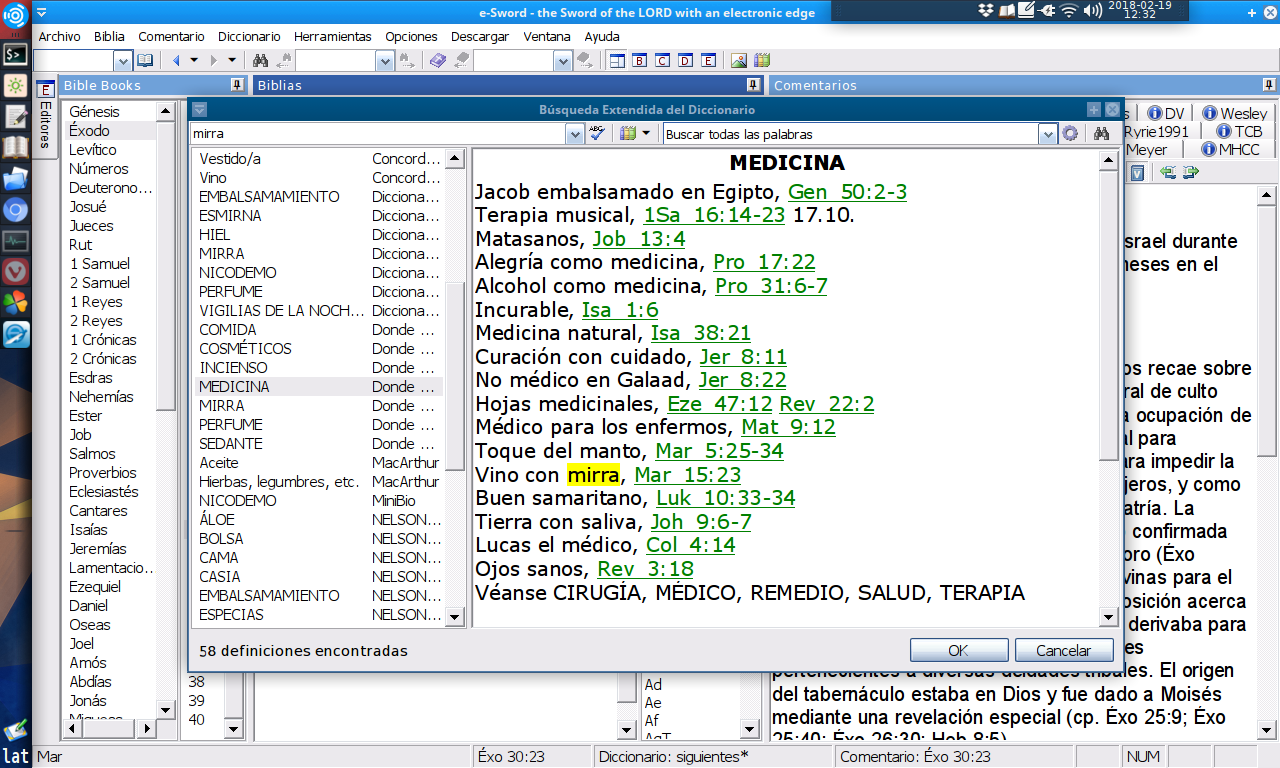 e-Sword - the Sword of the LORD with an electronic edge
2018-02-19
12:32
Archivo Biblia Comentario Diccionario Herramientas Opciones Descargar Ventana Ayuda
B C D E
E Editores
Bible Books
Biblias
Comentarios
Génesis
Éxodo
Levítico
Números
Deuterono...
Josué
Jueces
Rut
1 Samuel
2 Samuel
1 Reyes
2 Reyes
1 Crónicas
2 Crónicas
Esdras
Nehemías
Ester
Job
Salmos
Proverbios
Eclesiastés
Cantares
Isaías
Jeremías
Lamentacio...
Ezequiel
Daniel
Oseas
Joel
Amós
Abdías
Jonás
38
39
40
Búsqueda Extendida del Diccionario
mirra
ABC
Buscar todas las palabras
Vestido/a Concord...
Vino Concord...
EMBALSAMAMIENTO Dicciona...
ESMIRNA Dicciona...
HIEL Dicciona...
MIRRA Dicciona...
NICODEMO Dicciona...
PERFUME Dicciona...
VIGILIAS DE LA NOCH... Dicciona...
COMIDA Donde ...
COSMÉTICOS Donde ...
INCIENSO Donde ...
MEDICINA Donde ...
MIRRA Donde ...
PERFUME Donde ...
SEDANTE Donde ...
Aceite MacArthur
Hierbas, legumbres, etc. MacArthur
NICODEMO MiniBio
ÁLOE NELSON...
BOLSA NELSON...
CAMA NELSON...
CASIA NELSON...
EMBALSAMAMIENTO NELSON...
ESPECIAS NELSON...
MEDICINA
Jacob embalsamado en Egipto, Gen 50:2-3
Terapia musical, 1Sa 16:14-23 17.10.
Matasanos, Job 13:4
Alegría como medicina, Pro 17:22
Alcohol como medicina, Pro 31:6-7
Incurable, Isa 1:6
Medicina natural, Isa 38:21
Curación con cuidado, Jer 8:11
No médico en Galaad, Jer 8:22
Hojas medicinales, Eze 47:12 Rev 22:2
Médico para los enfermos, Mat 9:12
Toque del manto, Mar 5:25-34
Vino con mirra, Mar 15:23
Buen samaritano, Luk 10:33-34
Tierra con saliva, Joh 9:6-7
Lucas el médico, Col 4:14
Ojos sanos, Rev 3:18
Véanse CIRUGÍA, MÉDICO, REMEDIO, SALUD, TERAPIA
58 definiciones encontradas
OK Cancelar
Ad
Ae
Af
DV Wesley
Ryrie1991 TCB
Meyer MHCC
srael durante
neses en el
os recae sobre
ral de culto
a ocupación de
al para
ara impedir la
jeros, y como
atría. La
confirmada
oro (Éxo
vinas para el
osición acerca
derivaba para
es
pertenecientes a diversas deidades tribales. El origen
del tabernáculo estaba en Dios y fue dado a Moisés
mediante una revelación especial (cp. Éxo 25:9; Éxo
25:40; Éxo 26:30; Heb 8:5)
lat
Mar Éxo 30:23 Diccionario: siguientes* Comentario: Éxo 30:23 NUM